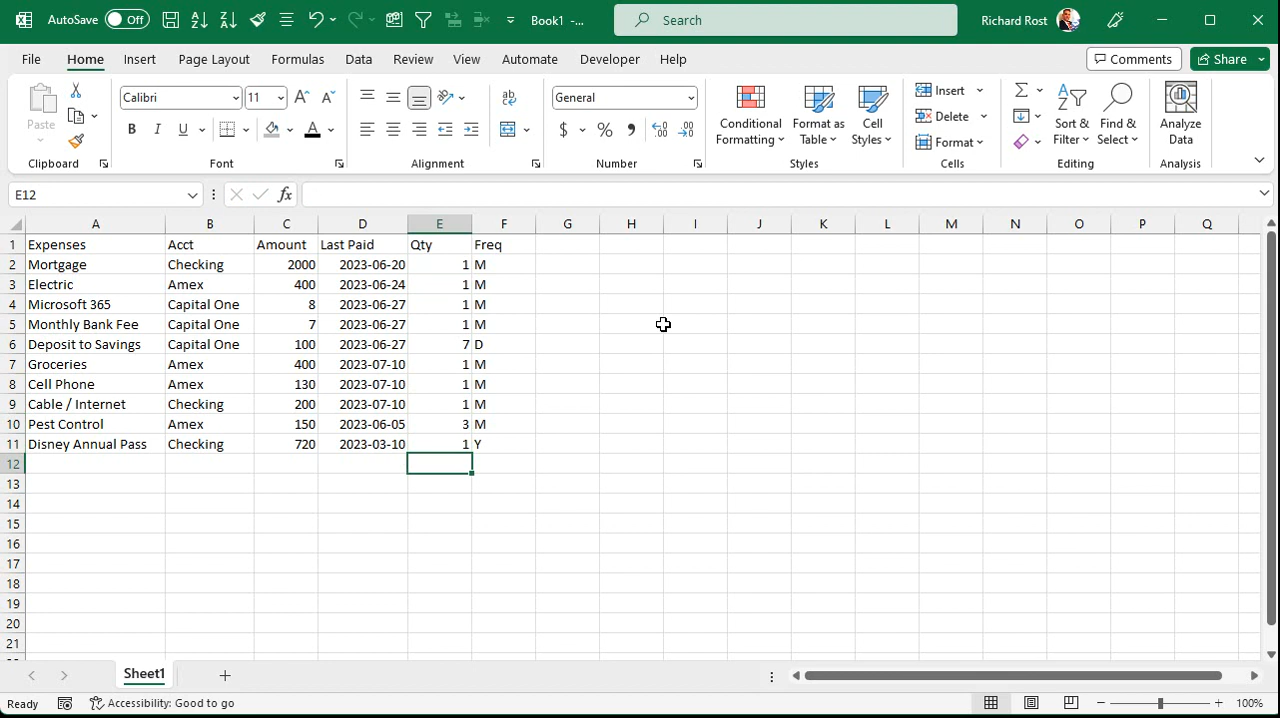 AutoSave Off Book1 -... Search Richard Rost
File Home Insert Page Layout Formulas Data Review View Automate Developer Help Comments Share
Paste Calibri 11 General Conditional Formatting Format as Table Cell Styles Insert Delete Format Sort & Filter Find & Select Analyze Data
Clipboard Font Alignment Number Styles Cells Editing Analysis
E12 fx
A B C D E F G H I J K L M N O P Q
1 Expenses Acct Amount Last Paid Qty Freq
2 Mortgage Checking 2000 2023-06-20 1 M
3 Electric Amex 400 2023-06-24 1 M
4 Microsoft 365 Capital One 8 2023-06-27 1 M
5 Monthly Bank Fee Capital One 7 2023-06-27 1 M
6 Deposit to Savings Capital One 100 2023-06-27 7 D
7 Groceries Amex 400 2023-07-10 1 M
8 Cell Phone Amex 130 2023-07-10 1 M
9 Cable / Internet Checking 200 2023-07-10 1 M
10 Pest Control Amex 150 2023-06-05 3 M
11 Disney Annual Pass Checking 720 2023-03-10 1 Y
12
13
14
15
16
17
18
19
20
21
Sheet1
Ready Accessibility: Good to go 100%